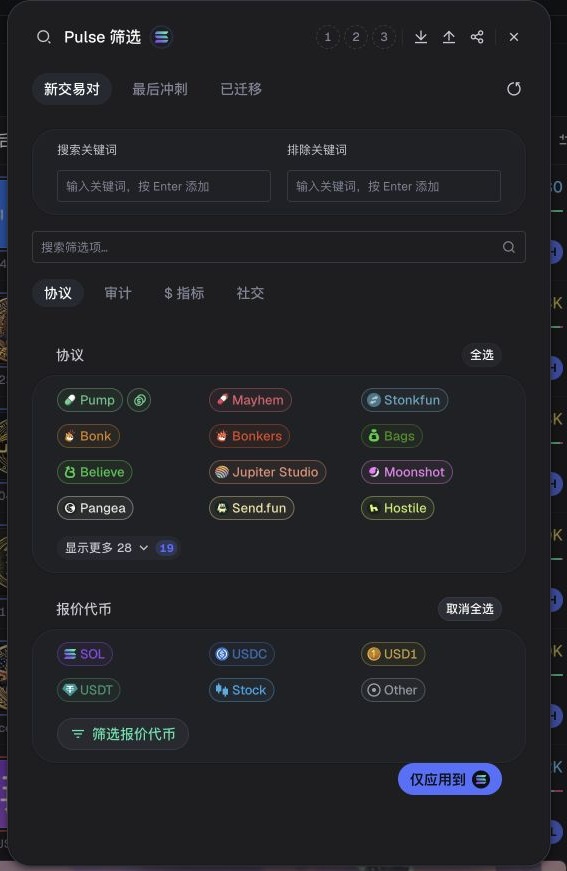 Pulse 筛选
1 2 3
新交易对 最后冲刺 已迁移
搜索关键词 排除关键词
输入关键词，按 Enter 添加 输入关键词，按 Enter 添加
搜索筛选项...
协议 审计 $ 指标 社交
协议 全选
Pump Mayhem Stonkfun
Bonk Bonkers Bags
Believe Jupiter Studio Moonshot
Pangea Send.fun Hostile
显示更多 28 19
报价代币 取消全选
SOL USDC USD1
USDT Stock Other
筛选报价代币
仅应用到